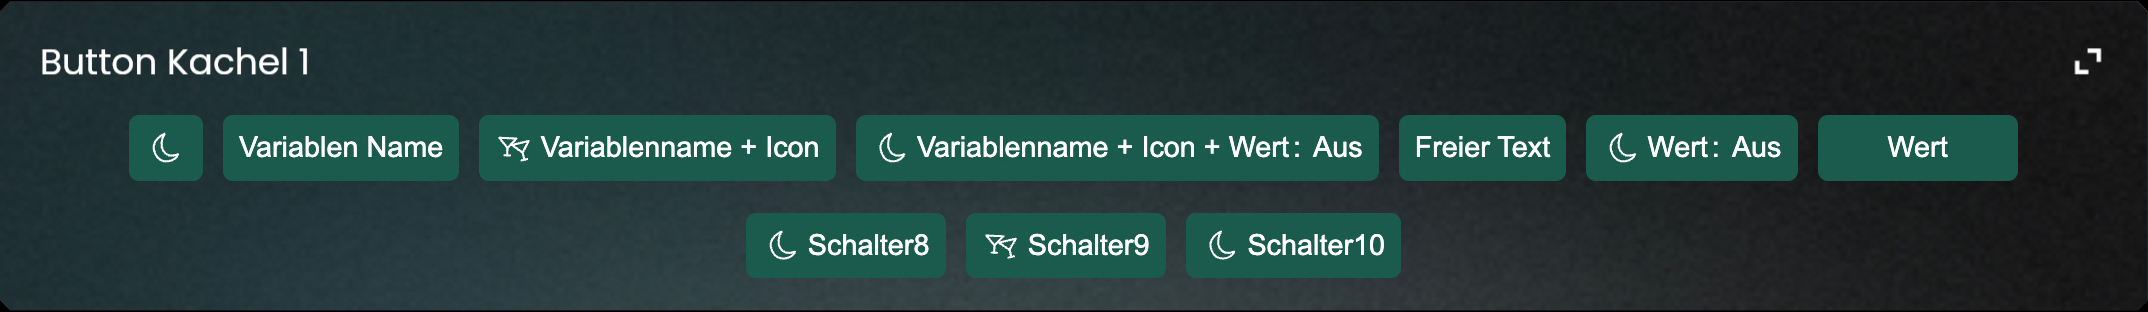 Button Kachel 1
Variablen Name Variablenname + Icon Variablenname + Icon + Wert: Aus Freier Text Wert: Aus Wert
Schalter8 Schalter9 Schalter10